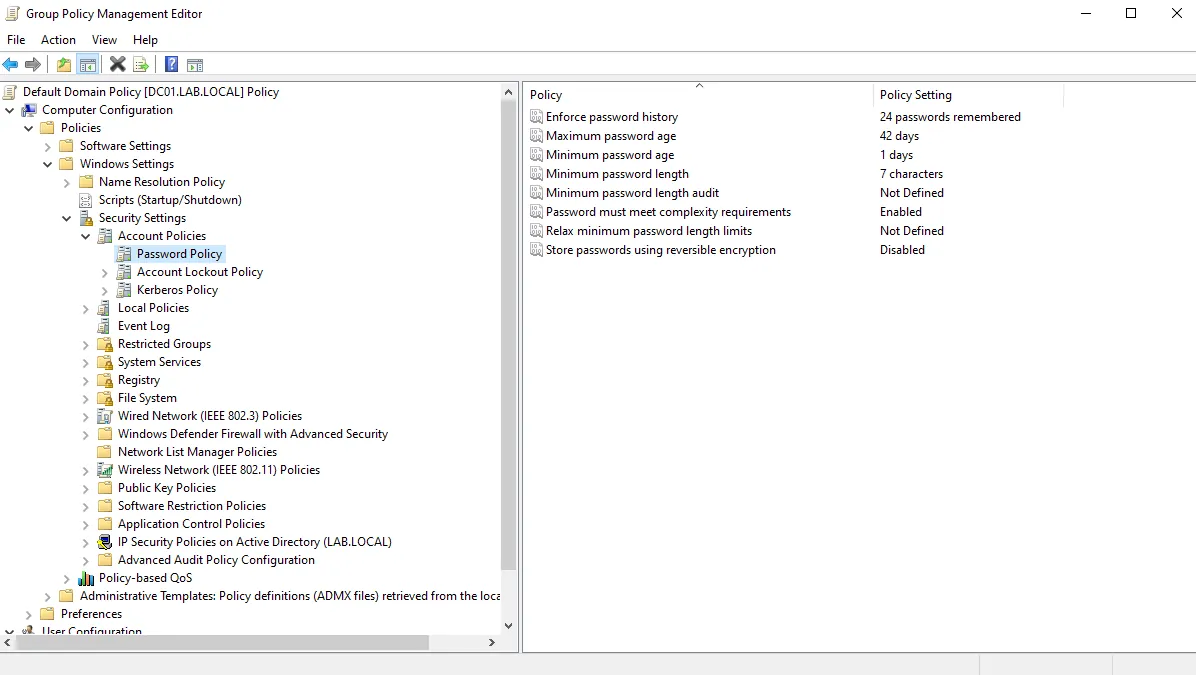 Group Policy Management Editor
File Action View Help
Default Domain Policy [DC01.LAB.LOCAL] Policy
Computer Configuration
Policies
Software Settings
Windows Settings
Name Resolution Policy
Scripts (Startup/Shutdown)
Security Settings
Account Policies
Password Policy
Account Lockout Policy
Kerberos Policy
Local Policies
Event Log
Restricted Groups
System Services
Registry
File System
Wired Network (IEEE 802.3) Policies
Windows Defender Firewall with Advanced Security
Network List Manager Policies
Wireless Network (IEEE 802.11) Policies
Public Key Policies
Software Restriction Policies
Application Control Policies
IP Security Policies on Active Directory (LAB.LOCAL)
Advanced Audit Policy Configuration
Policy-based QoS
Administrative Templates: Policy definitions (ADMX files) retrieved from the loca
Preferences
User Configuration
Policy Policy Setting
Enforce password history 24 passwords remembered
Maximum password age 42 days
Minimum password age 1 days
Minimum password length 7 characters
Minimum password length audit Not Defined
Password must meet complexity requirements Enabled
Relax minimum password length limits Not Defined
Store passwords using reversible encryption Disabled